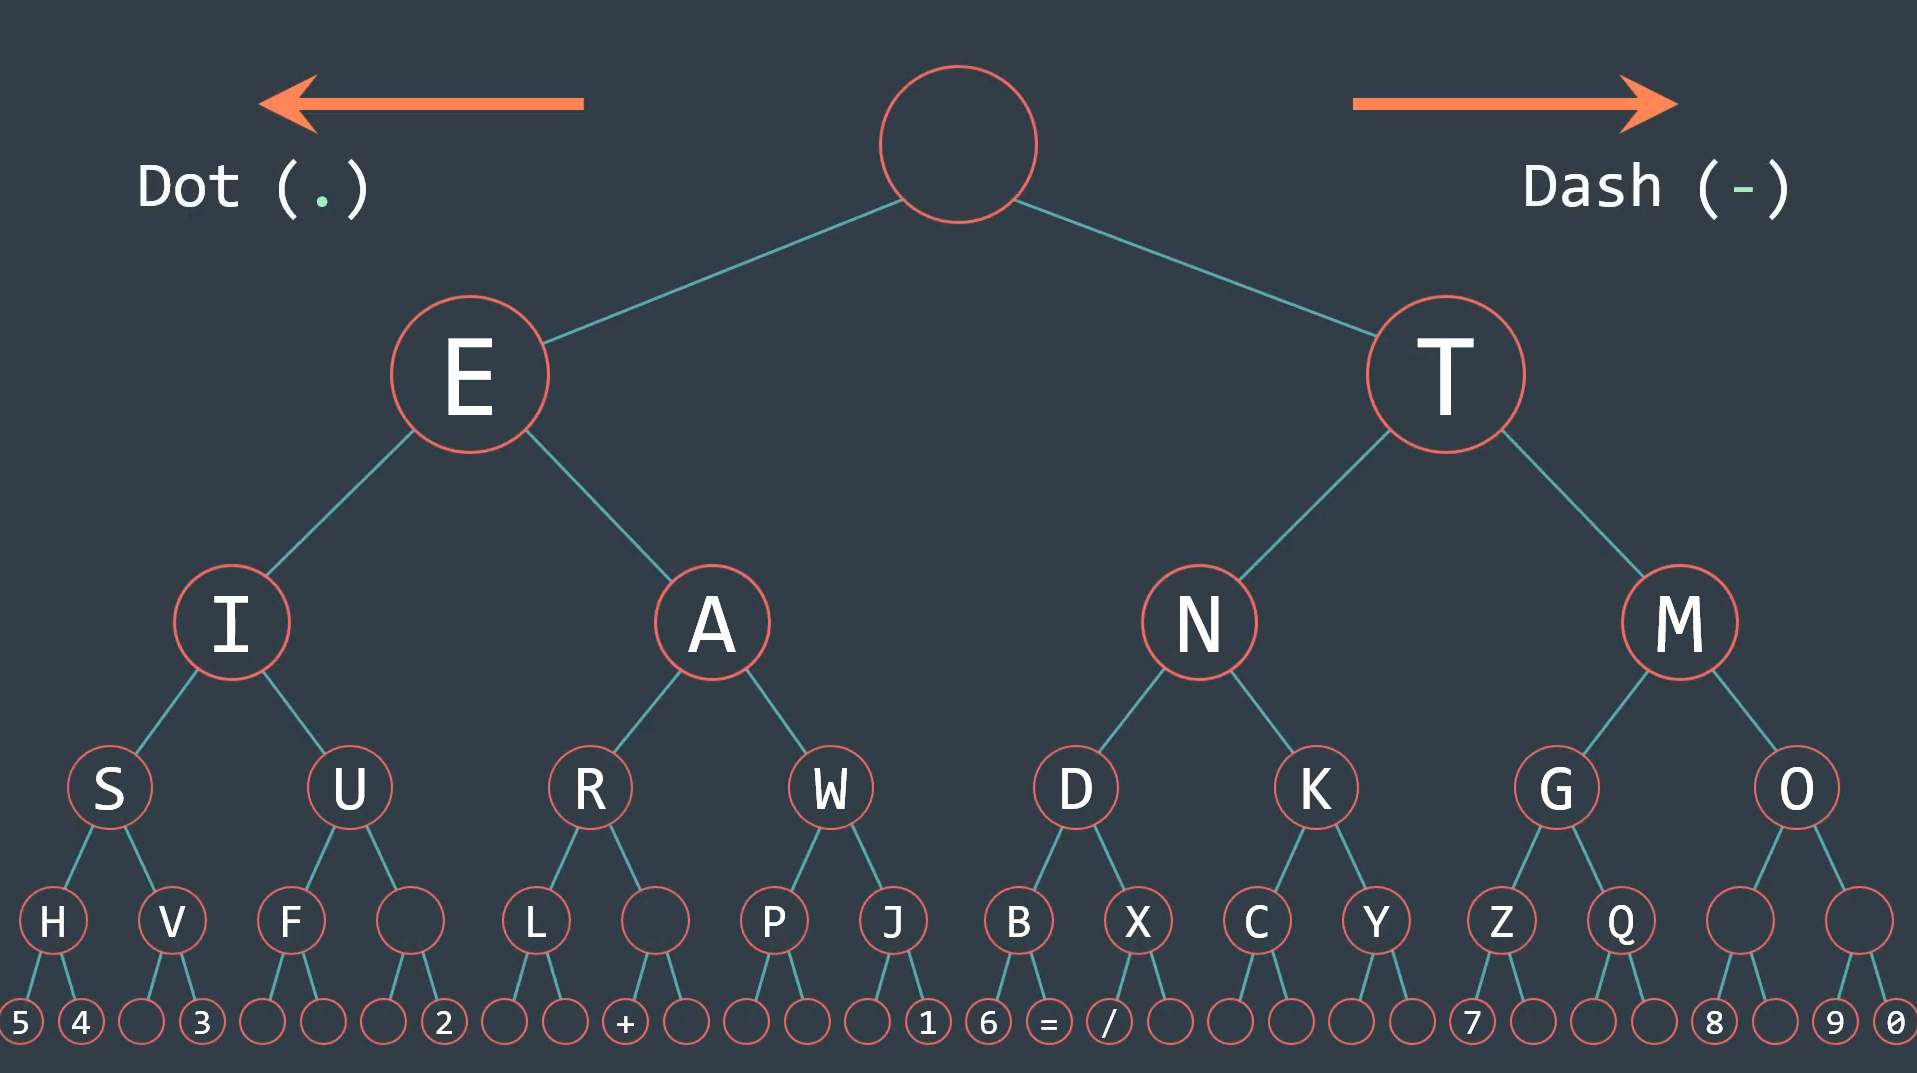 Dot (.) Dash (-)
E T
I A N M
S U R W D K G O
H V F L P J B X C Y Z Q
5 4 3 2 + 1 6 = / 7 8 9 0